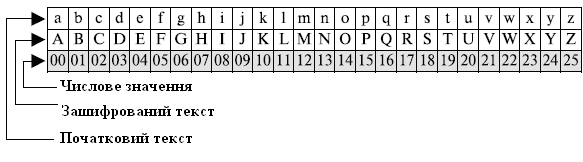 a b c d e f g h i j k l m n o p q r s t u v w x y z
A B C D E F G H I J K L M N O P Q R S T U V W X Y Z
00 01 02 03 04 05 06 07 08 09 10 11 12 13 14 15 16 17 18 19 20 21 22 23 24 25
Числове значення
Зашифрований текст
Початковий текст